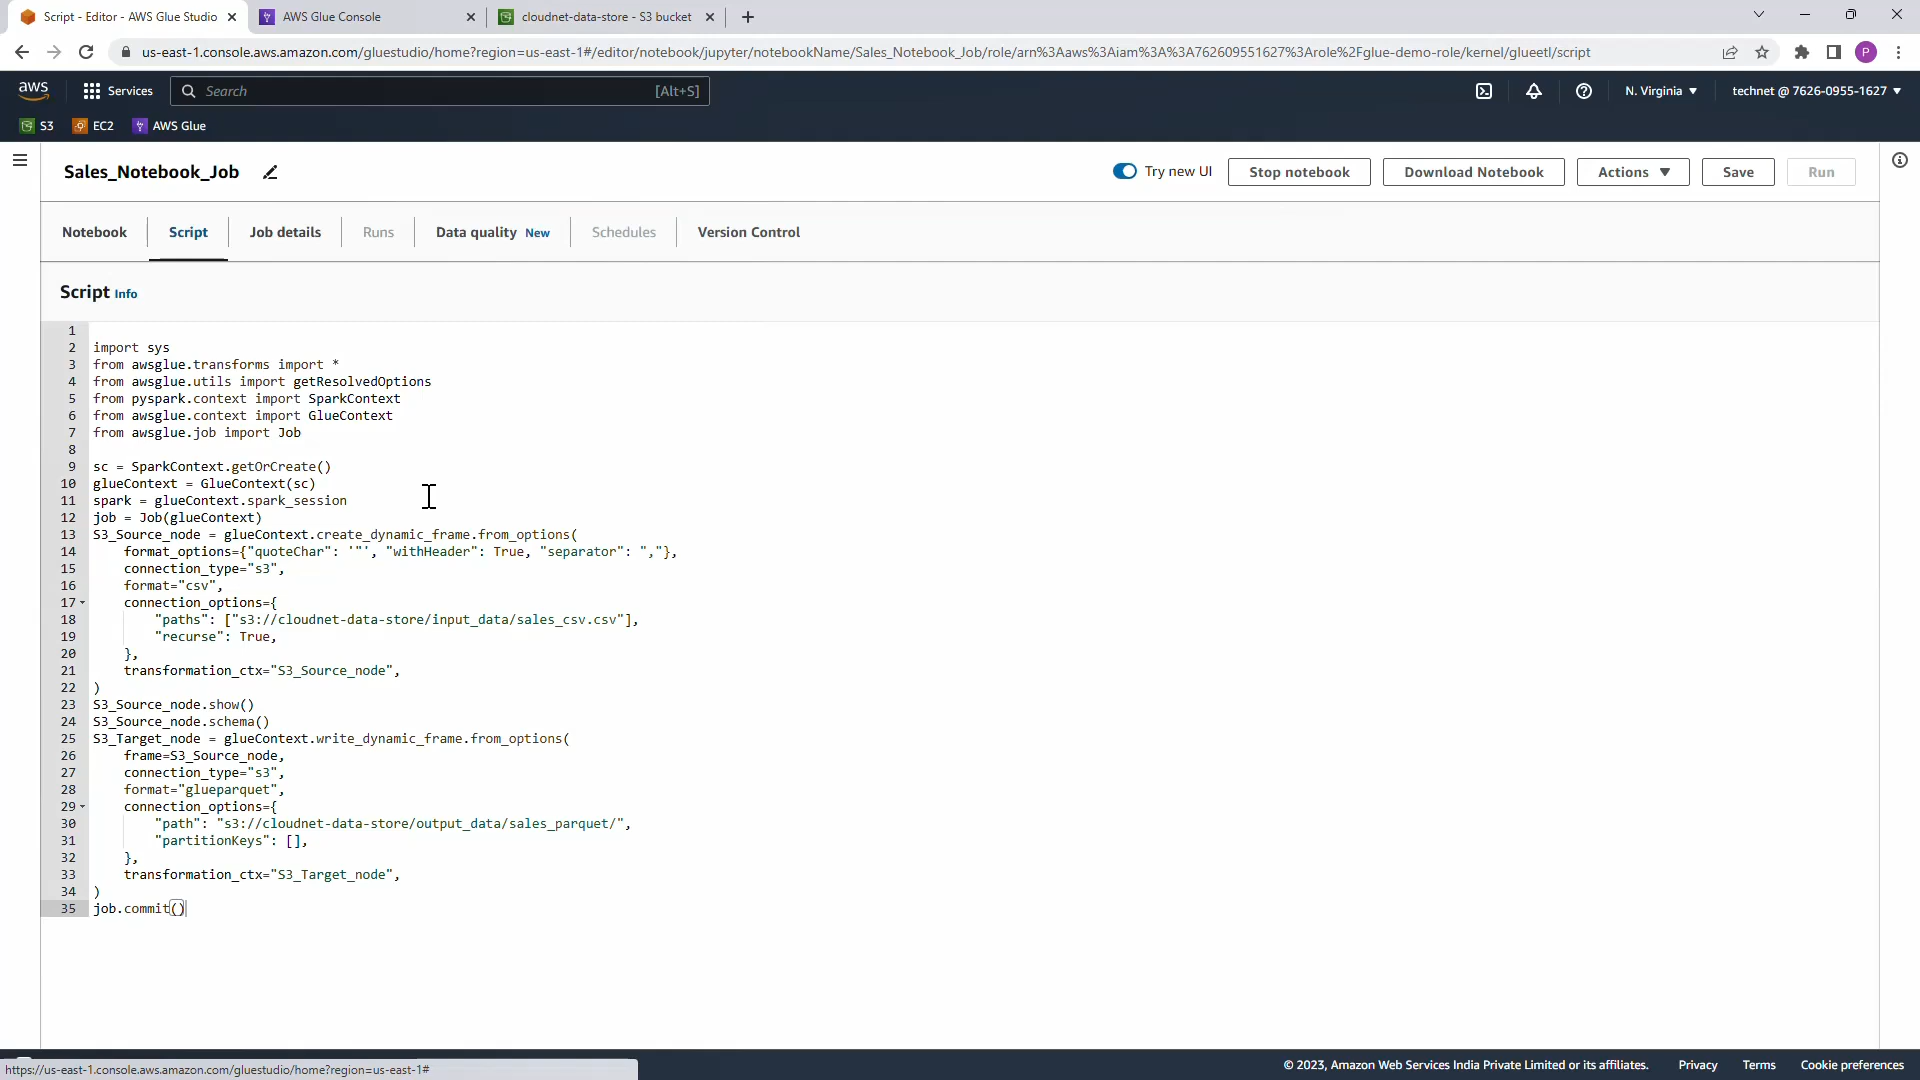 Script - Editor - AWS Glue Studio
AWS Glue Console
cloudnet-data-store - S3 bucket
us-east-1.console.aws.amazon.com/gluestudio/home?region=us-east-1#/editor/notebook/jupyter/notebookName/Sales_Notebook_Job/role/arn%3Aaws%3Aiam%3A%3A762609551627%3Arole%2Fglue-demo-role/kernel/glueetl/script
P
aws
Services
Search
[Alt+S]
N. Virginia
technet @ 7626-0955-1627
S3
EC2
AWS Glue
Sales_Notebook_Job
Try new UI
Stop notebook
Download Notebook
Actions
Save
Run
Notebook
Script
Job details
Runs
Data quality New
Schedules
Version Control
Script Info
1
2 import sys
3 from awsglue.transforms import *
4 from awsglue.utils import getResolvedOptions
5 from pyspark.context import SparkContext
6 from awsglue.context import GlueContext
7 from awsglue.job import Job
8
9 sc = SparkContext.getOrCreate()
10 glueContext = GlueContext(sc)
11 spark = glueContext.spark_session
12 job = Job(glueContext)
13 S3_Source_node = glueContext.create_dynamic_frame.from_options(
14 format_options={"quoteChar": '"', "withHeader": True, "separator": ","},
15 connection_type="s3",
16 format="csv",
17 connection_options={
18 "paths": ["s3://cloudnet-data-store/input_data/sales_csv.csv"],
19 "recurse": True,
20 },
21 transformation_ctx="S3_Source_node",
22 )
23 S3_Source_node.show()
24 S3_Source_node.schema()
25 S3_Target_node = glueContext.write_dynamic_frame.from_options(
26 frame=S3_Source_node,
27 connection_type="s3",
28 format="glueparquet",
29 connection_options={
30 "path": "s3://cloudnet-data-store/output_data/sales_parquet/",
31 "partitionKeys": [],
32 },
33 transformation_ctx="S3_Target_node",
34 )
35 job.commit()
https://us-east-1.console.aws.amazon.com/gluestudio/home?region=us-east-1#
© 2023, Amazon Web Services India Private Limited or its affiliates.
Privacy
Terms
Cookie preferences